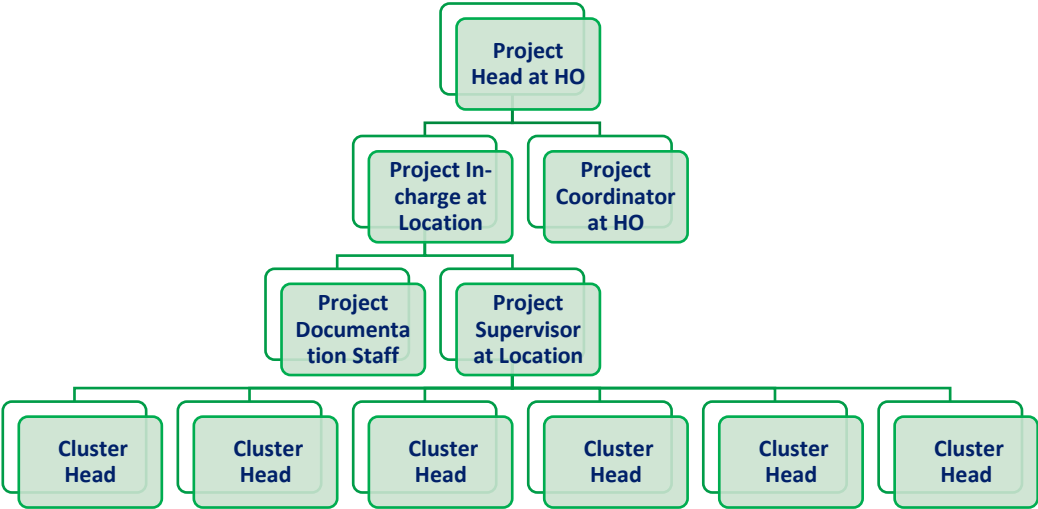 Project
Head at HO
Project In-
charge at
Location
Project
Coordinator
at HO
Project
Documenta
tion Staff
Project
Supervisor
at Location
Cluster
Head
Cluster
Head
Cluster
Head
Cluster
Head
Cluster
Head
Cluster
Head